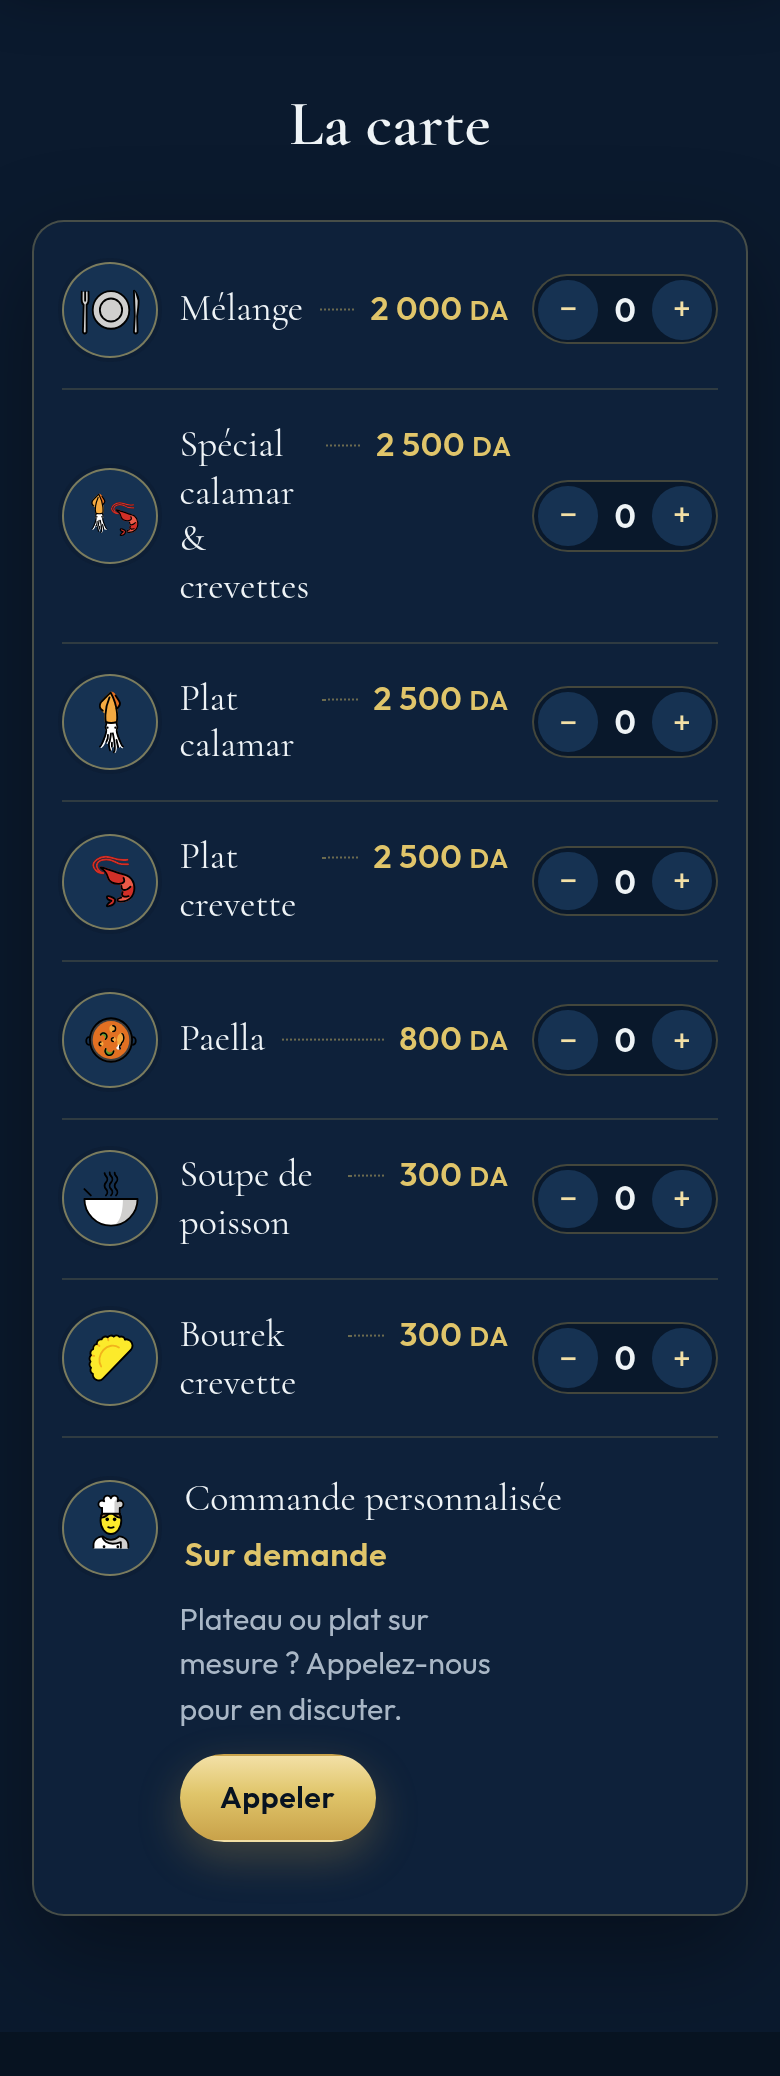 La carte
Mélange 2 000 DA − 0 +
Spécial 2 500 DA
calamar
&
crevettes
− 0 +
Plat 2 500 DA
calamar
− 0 +
Plat 2 500 DA
crevette
− 0 +
Paella 800 DA − 0 +
Soupe de 300 DA
poisson
− 0 +
Bourek 300 DA
crevette
− 0 +
Commande personnalisée
Sur demande
Plateau ou plat sur
mesure ? Appelez-nous
pour en discuter.
Appeler